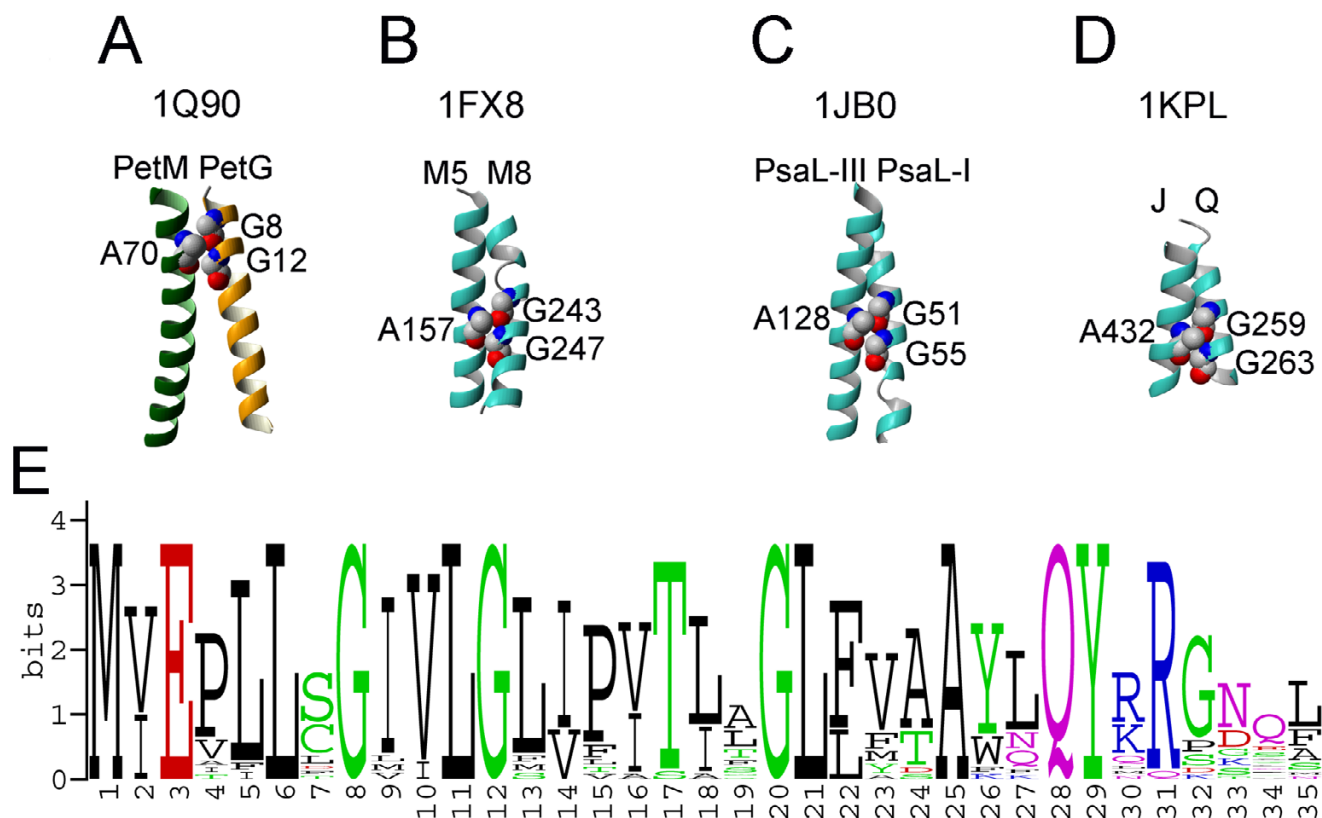 A B C D
1Q90 1FX8 1JB0 1KPL
PetM PetG M5 M8 PsaL-III PsaL-I J Q
A70 G8 G12
A157 G243 G247
A128 G51 G55
A432 G259 G263
E
bits
4
3
2
1
0
M V E P L L S G I V L G L I P V T L A G L F V A A Y L Q Y R R G N Q L
1 2 3 4 5 6 7 8 9 10 11 12 13 14 15 16 17 18 19 20 21 22 23 24 25 26 27 28 29 30 31 32 33 34 35